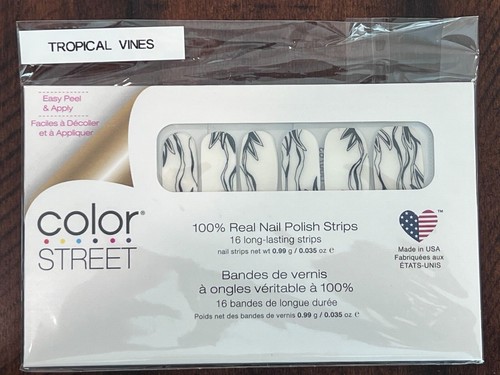 TROPICAL VINES
Easy Peel
& Apply
Faciles à Décoller
et à Appliquer
color®
STREET
100% Real Nail Polish Strips
16 long-lasting strips
nail strips net wt 0.99 g / 0.035 oz ℮
Bandes de vernis
à ongles véritable à 100%
16 bandes de longue durée
Poids net des bandes de vernis 0.99 g / 0.035 oz ℮
™
Made in USA
Fabriquées aux
ÉTATS-UNIS